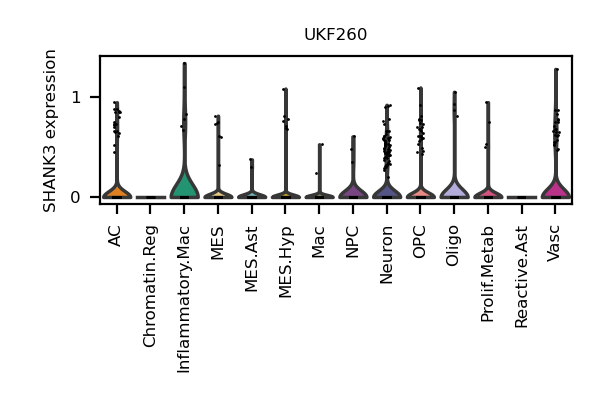 UKF260
SHANK3 expression
1
0
AC
Chromatin.Reg
Inflammatory.Mac
MES
MES.Ast
MES.Hyp
Mac
NPC
Neuron
OPC
Oligo
Prolif.Metab
Reactive.Ast
Vasc